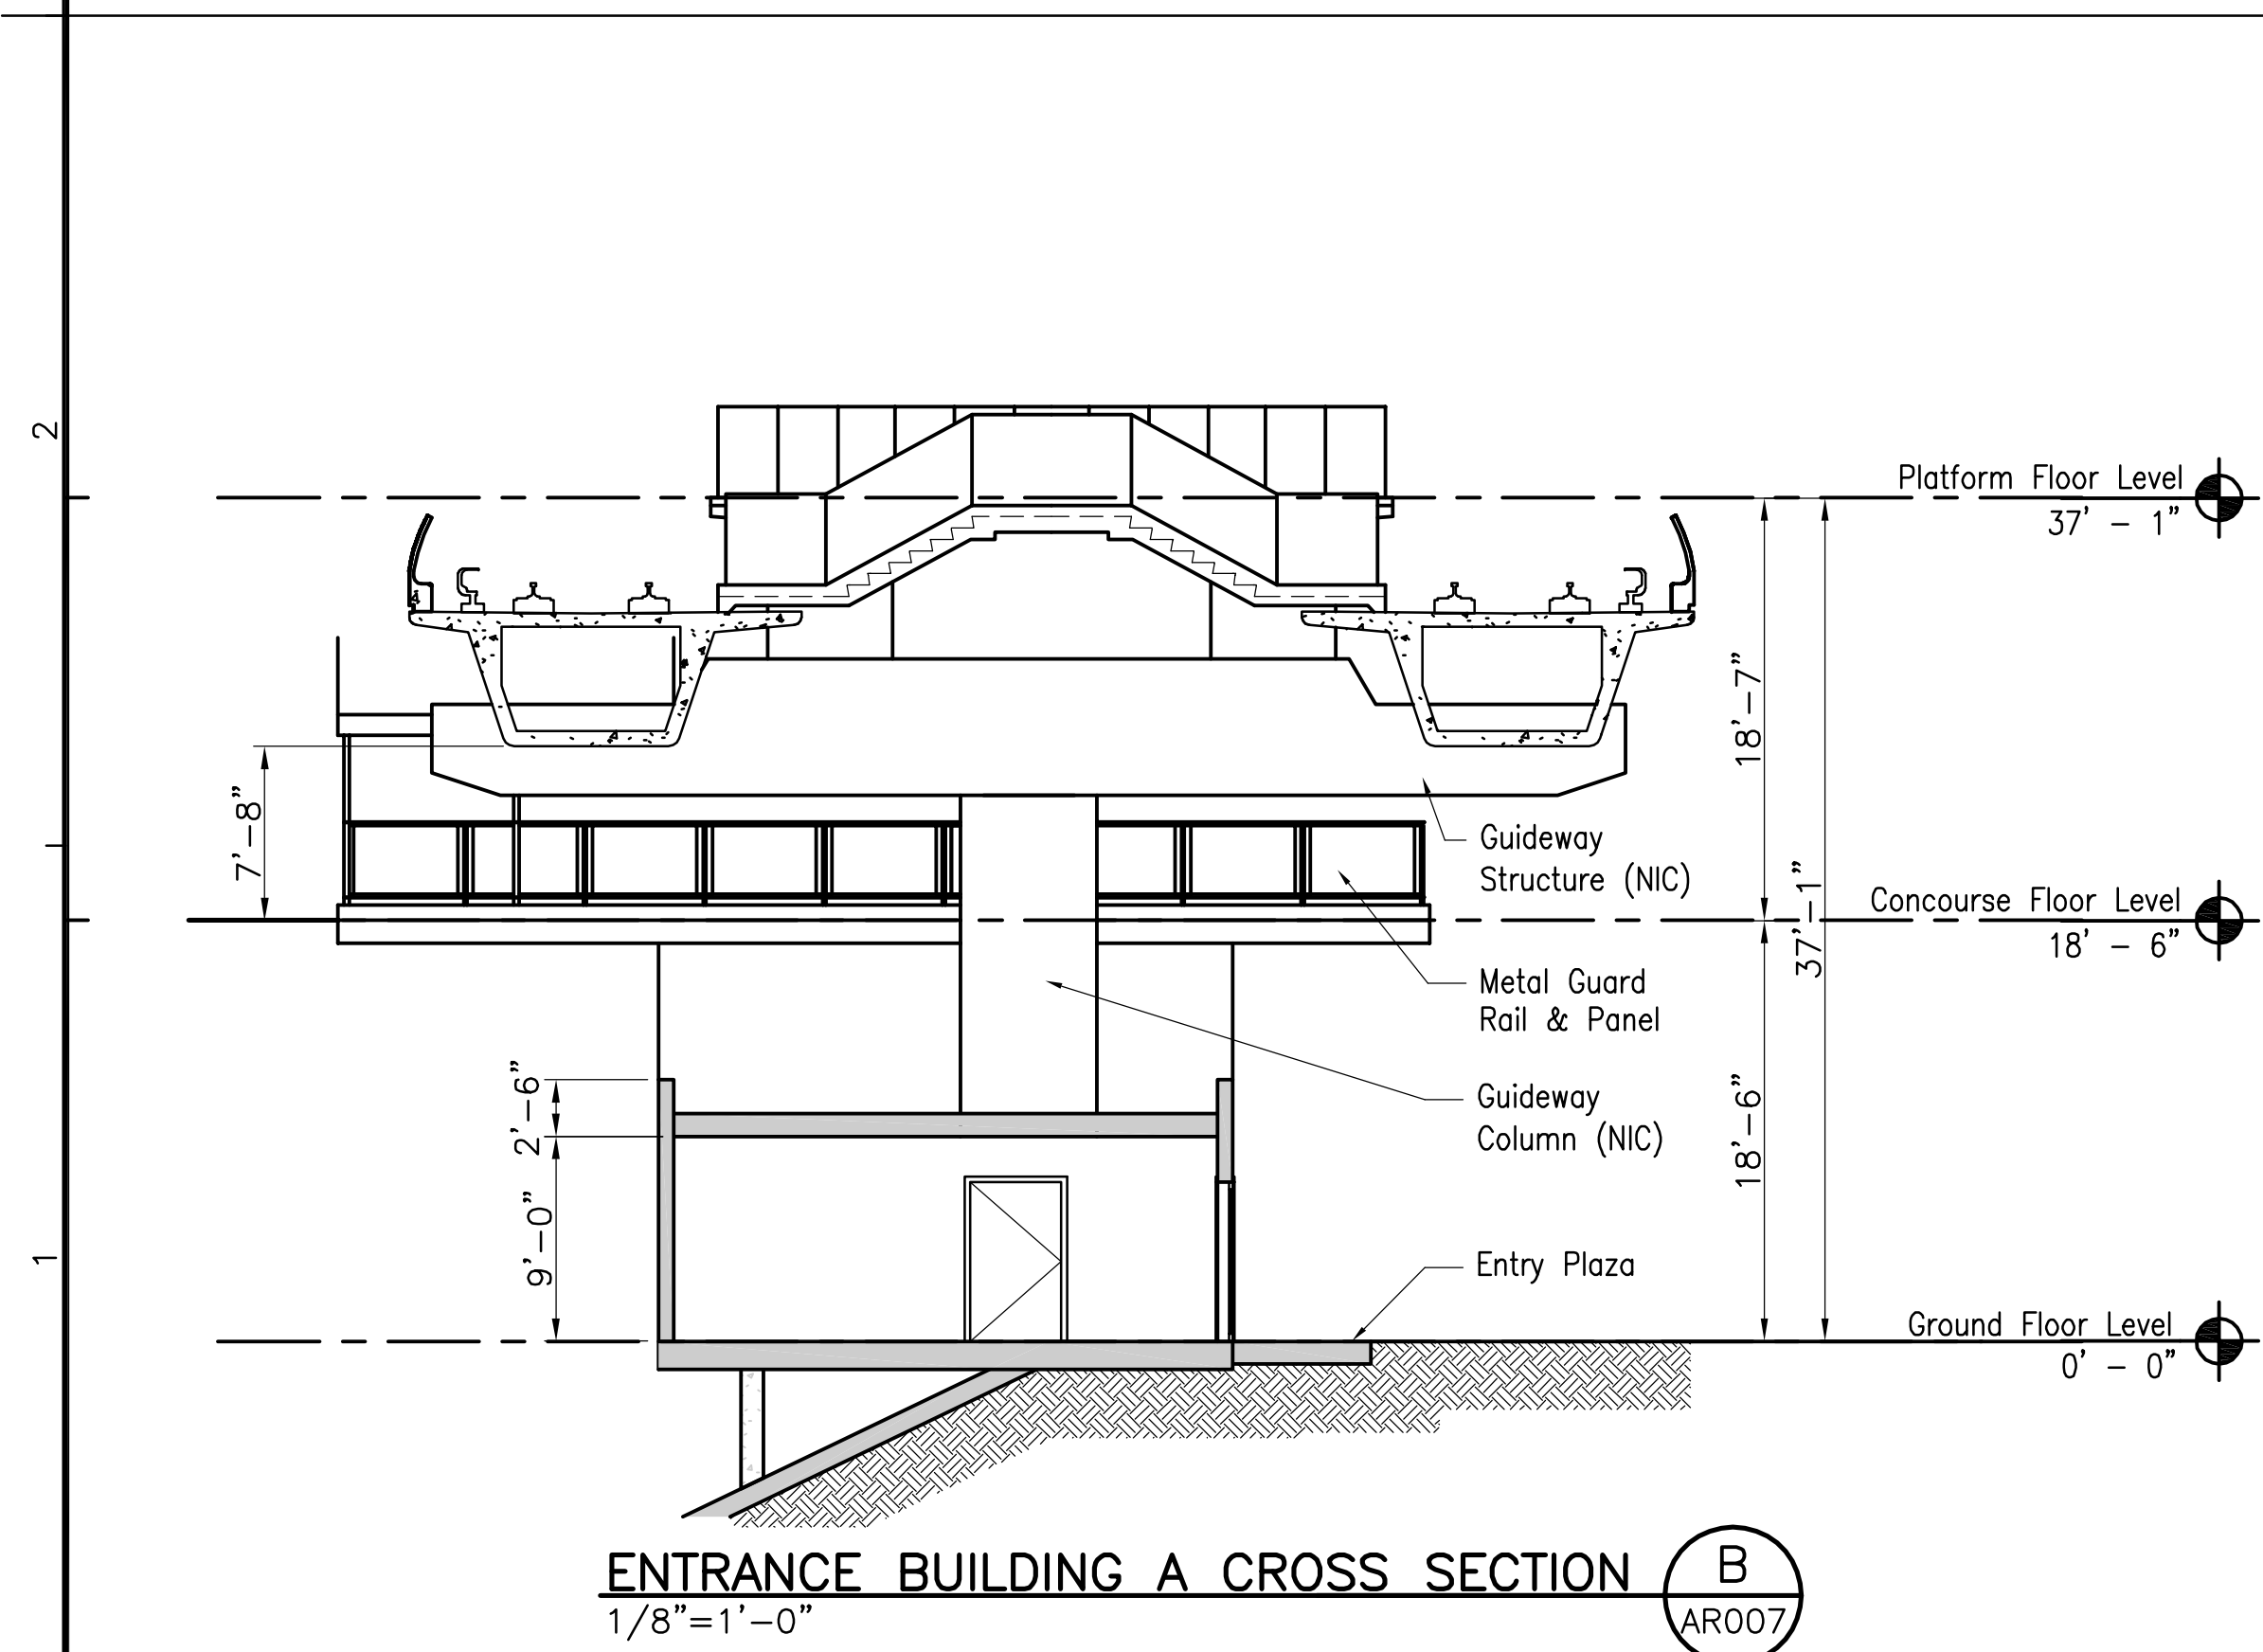 2
Platform Floor Level
37' - 1"
18'-7"
7'-8"
Guideway
Structure (NIC)
37'-1"
Concourse Floor Level
18' - 6"
Metal Guard
Rail & Panel
2'-6"
Guideway
Column (NIC)
18'-6"
9'-0"
1
Entry Plaza
Ground Floor Level
0' - 0"
ENTRANCE BUILDING A CROSS SECTION
1/8"=1'-0"
B
AR007